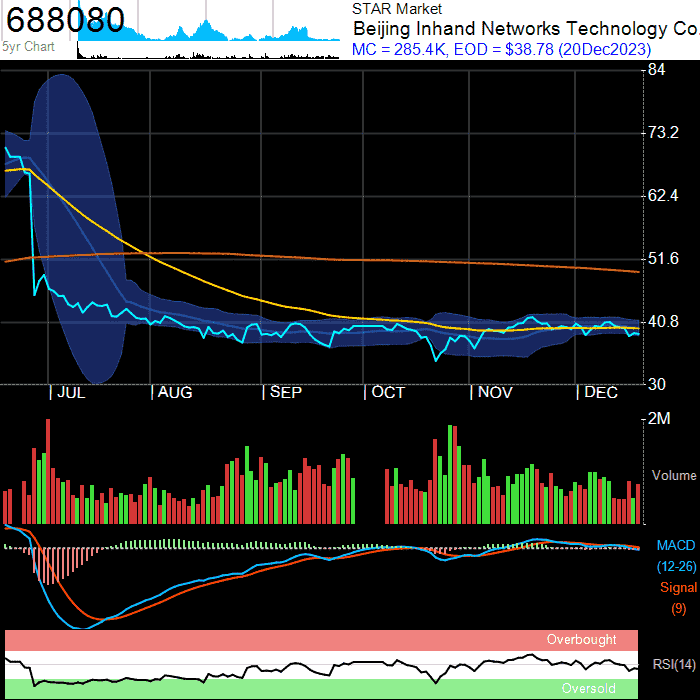 688080
5yr Chart
STAR Market
Beijing Inhand Networks Technology Co.
MC = 285.4K, EOD = $38.78 (20Dec2023)
84
73.2
62.4
51.6
40.8
30
JUL AUG SEP OCT NOV DEC
2M
Volume
MACD
(12-26)
Signal
(9)
Overbought
RSI(14)
Oversold